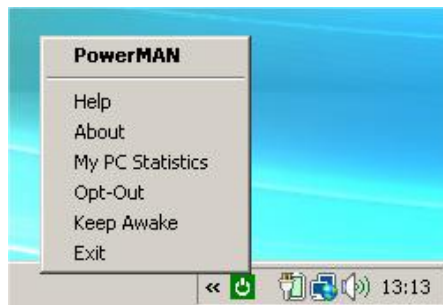 PowerMAN
Help
About
My PC Statistics
Opt-Out
Keep Awake
Exit
« 13:13